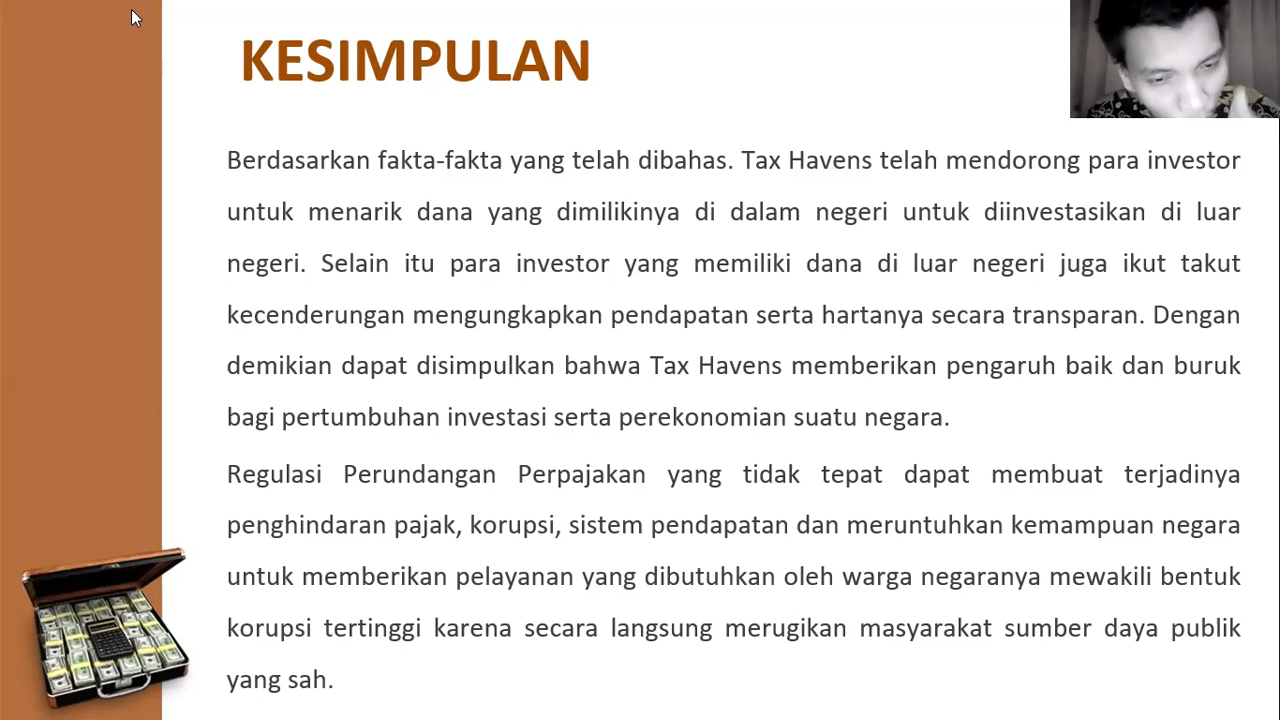 KESIMPULAN
Berdasarkan fakta-fakta yang telah dibahas. Tax Havens telah mendorong para investor
untuk menarik dana yang dimilikinya di dalam negeri untuk diinvestasikan di luar
negeri. Selain itu para investor yang memiliki dana di luar negeri juga ikut takut
kecenderungan mengungkapkan pendapatan serta hartanya secara transparan. Dengan
demikian dapat disimpulkan bahwa Tax Havens memberikan pengaruh baik dan buruk
bagi pertumbuhan investasi serta perekonomian suatu negara.
Regulasi Perundangan Perpajakan yang tidak tepat dapat membuat terjadinya
penghindaran pajak, korupsi, sistem pendapatan dan meruntuhkan kemampuan negara
untuk memberikan pelayanan yang dibutuhkan oleh warga negaranya mewakili bentuk
korupsi tertinggi karena secara langsung merugikan masyarakat sumber daya publik
yang sah.